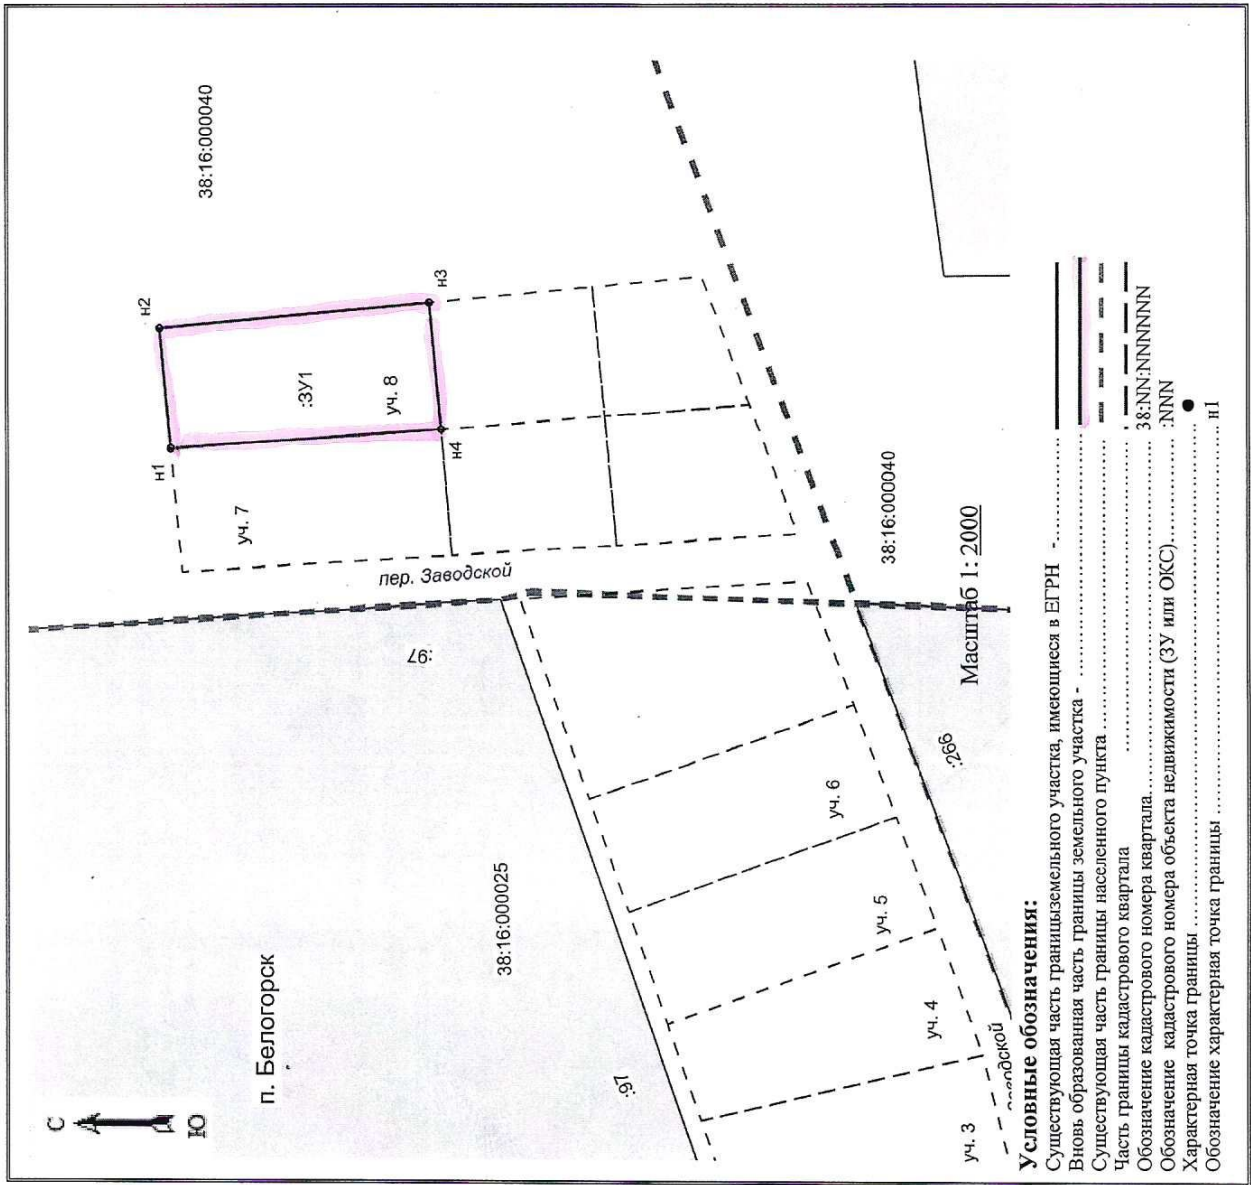 С
Ю
п. Белогорск
38:16:000025
:97
:97
пер. Заводской
уч. 7
н1
н2
:ЗУ1
уч. 8
н3
н4
38:16:000040
38:16:000040
уч. 3
уч. 4
уч. 5
уч. 6
:266
Масштаб 1: 2000
Условные обозначения:
Существующая часть границыземельного участка, имеющиеся в ЕГРН -..............
Вновь образованная часть границы земельного участка - ..............
Существующая часть границы населенного пункта..............
Часть границы кадастрового квартала ..............
Обозначение кадастрового номера квартала.............. 38:NN:NNNNNN
Обозначение кадастрового номера объекта недвижимости (ЗУ или ОКС).............. :NNN
Характерная точка границы ..............
Обозначение характерная точка границы .............. н1